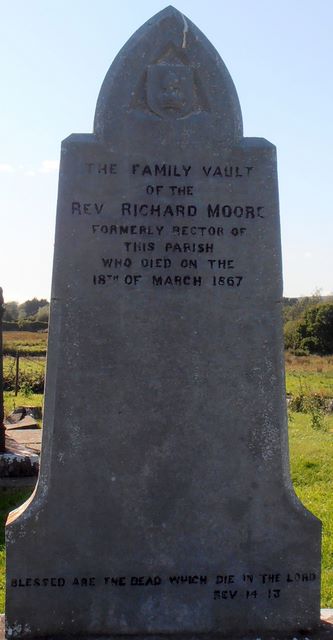 THE FAMILY VAULT
OF THE
REV RICHARD MOORE
FORMERLY RECTOR OF
THIS PARISH
WHO DIED ON THE
18TH OF MARCH 1867
BLESSED ARE THE DEAD WHICH DIE IN THE LORD
REV 14 13